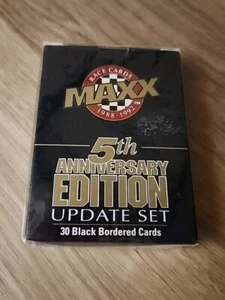 RACE CARDS
MAXX
1988-1992
5th
ANNIVERSARY
EDITION
UPDATE SET
30 Black Bordered Cards